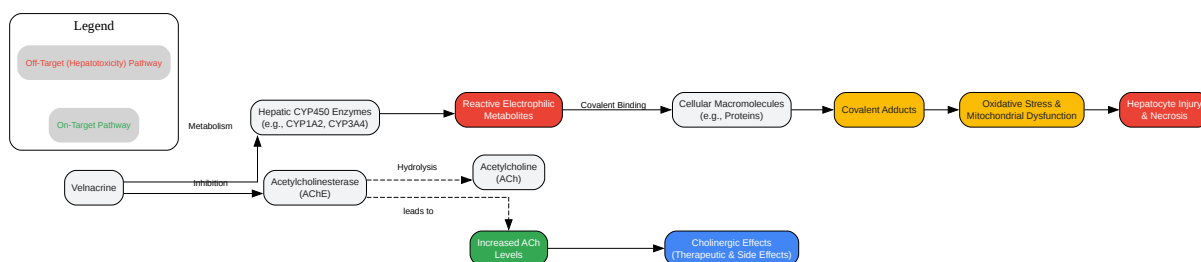 Legend
Off-Target (Hepatotoxicity) Pathway
On-Target Pathway
Velnacrine
Metabolism
Inhibition
Hepatic CYP450 Enzymes
(e.g., CYP1A2, CYP3A4)
Reactive Electrophilic
Metabolites
Covalent Binding
Cellular Macromolecules
(e.g., Proteins)
Covalent Adducts
Oxidative Stress &
Mitochondrial Dysfunction
Hepatocyte Injury
& Necrosis
Acetylcholinesterase
(AChE)
Hydrolysis
Acetylcholine
(ACh)
leads to
Increased ACh
Levels
Cholinergic Effects
(Therapeutic & Side Effects)